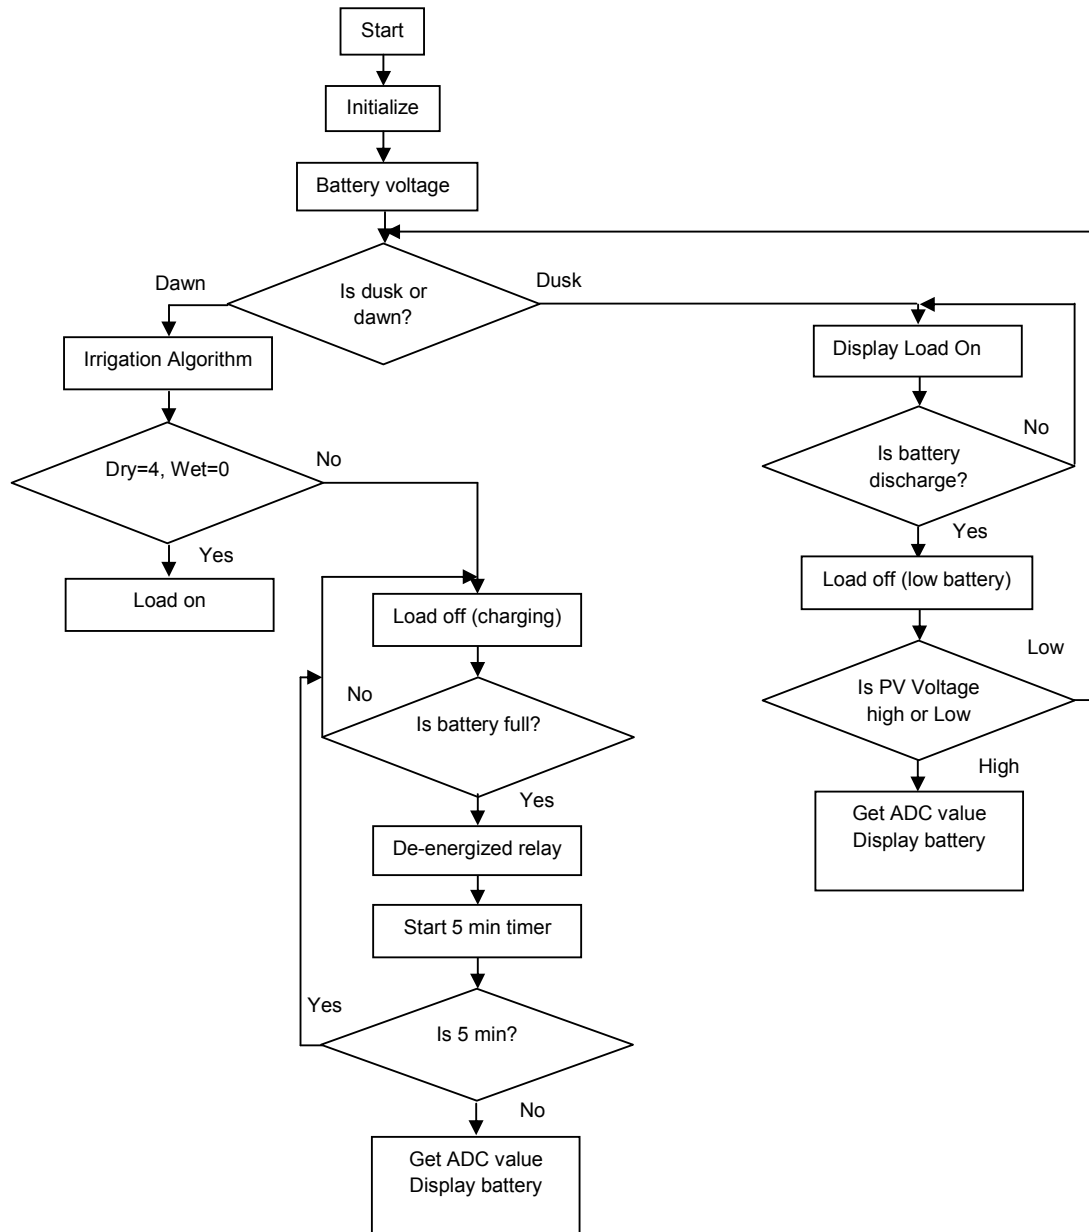 Start
Initialize
Battery voltage
Is dusk or
dawn?
Dawn
Dusk
Irrigation Algorithm
Dry=4, Wet=0
No
Yes
Load on
Load off (charging)
No
Is battery full?
Yes
De-energized relay
Start 5 min timer
Yes
Is 5 min?
No
Get ADC value
Display battery
Display Load On
No
Is battery
discharge?
Yes
Load off (low battery)
Low
Is PV Voltage
high or Low
High
Get ADC value
Display battery